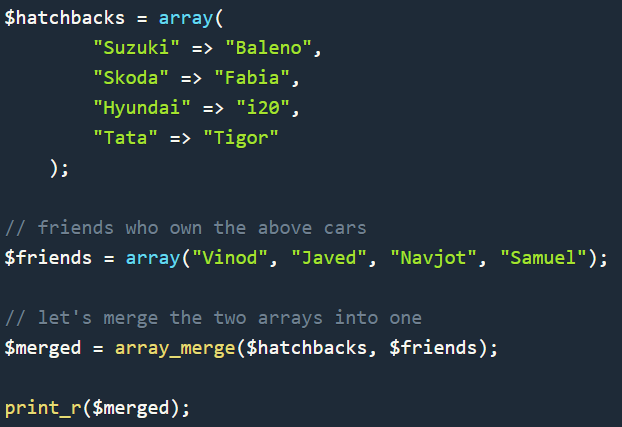 $hatchbacks = array(
"Suzuki" => "Baleno",
"Skoda" => "Fabia",
"Hyundai" => "i20",
"Tata" => "Tigor"
);
// friends who own the above cars
$friends = array("Vinod", "Javed", "Navjot", "Samuel");
// let's merge the two arrays into one
$merged = array_merge($hatchbacks, $friends);
print_r($merged);